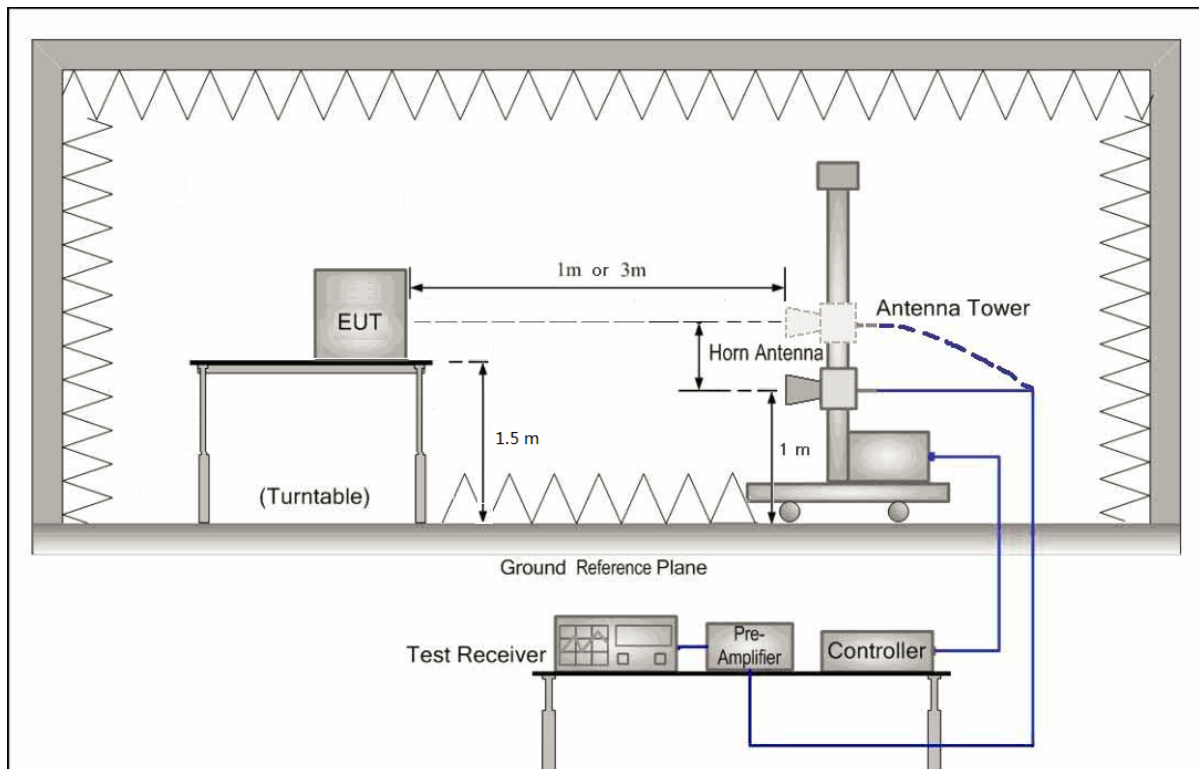 1m or 3m
EUT
Antenna Tower
Horn Antenna
1.5 m
1 m
(Turntable)
Ground Reference Plane
Test Receiver
Pre-
Amplifier
Controller